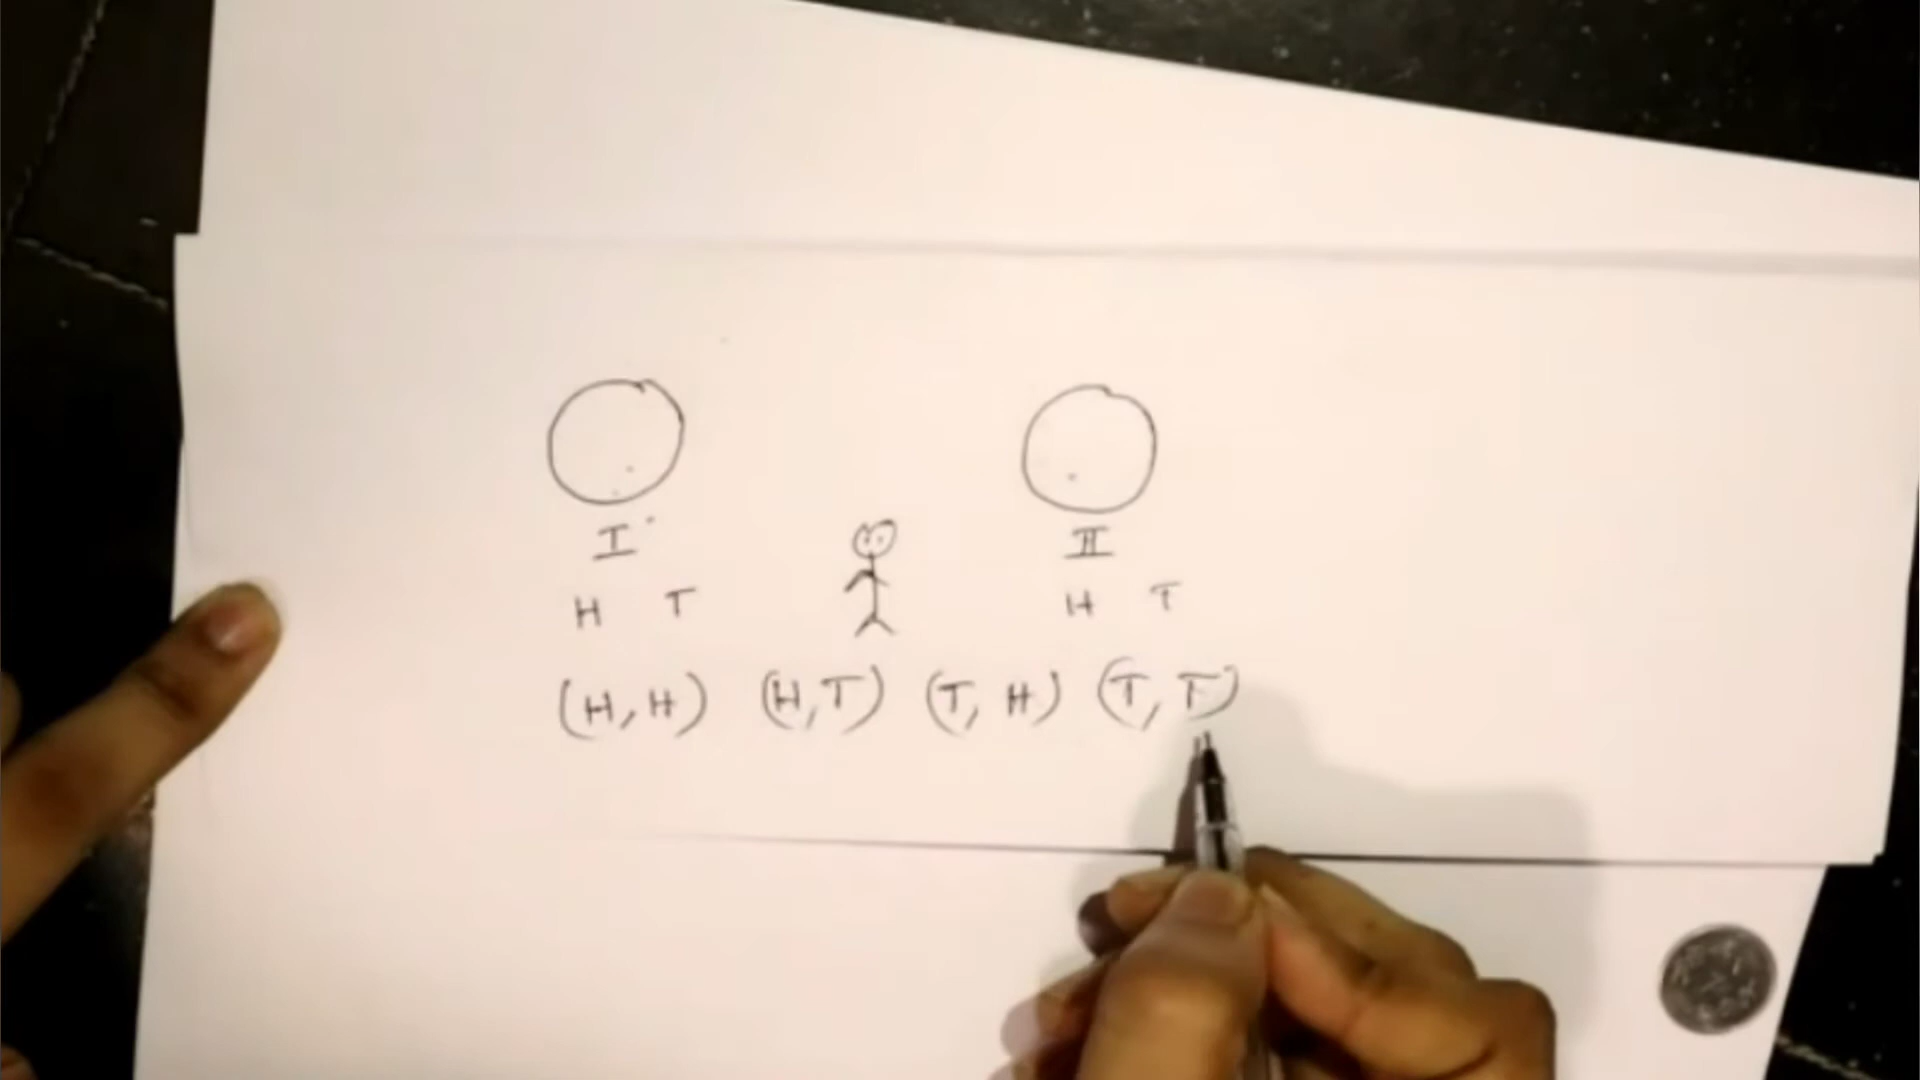 I II
H T H T
(H, H) (H, T) (T, H) (T, T)